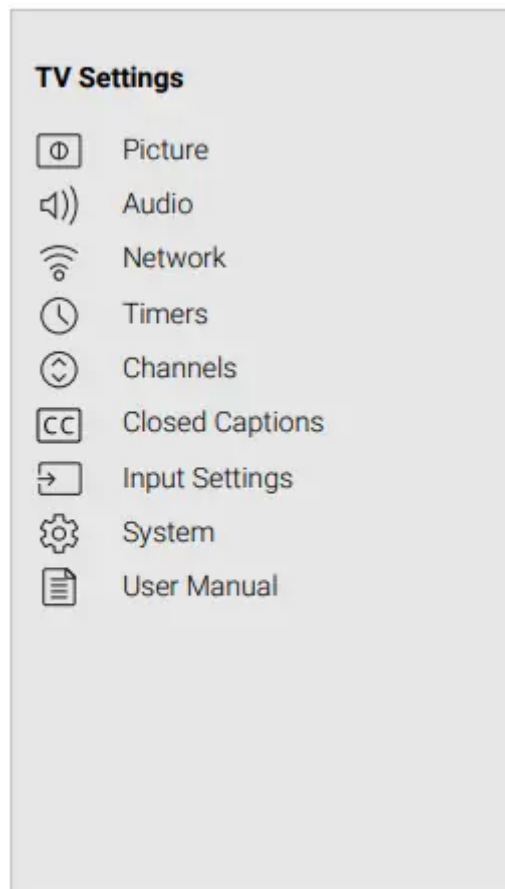 TV Settings
Picture
Audio
Network
Timers
Channels
CC Closed Captions
Input Settings
System
User Manual